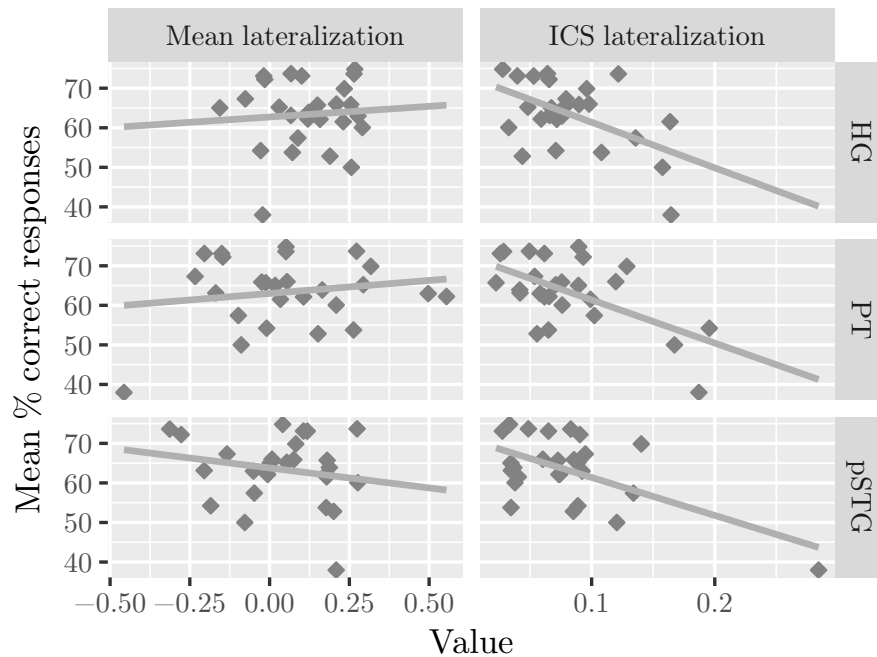 Mean lateralization
ICS lateralization
70
60
50
40
HG
70
60
50
40
PT
70
60
50
40
pSTG
Mean % correct responses
−0.50
−0.25
0.00
0.25
0.50
0.1
0.2
Value